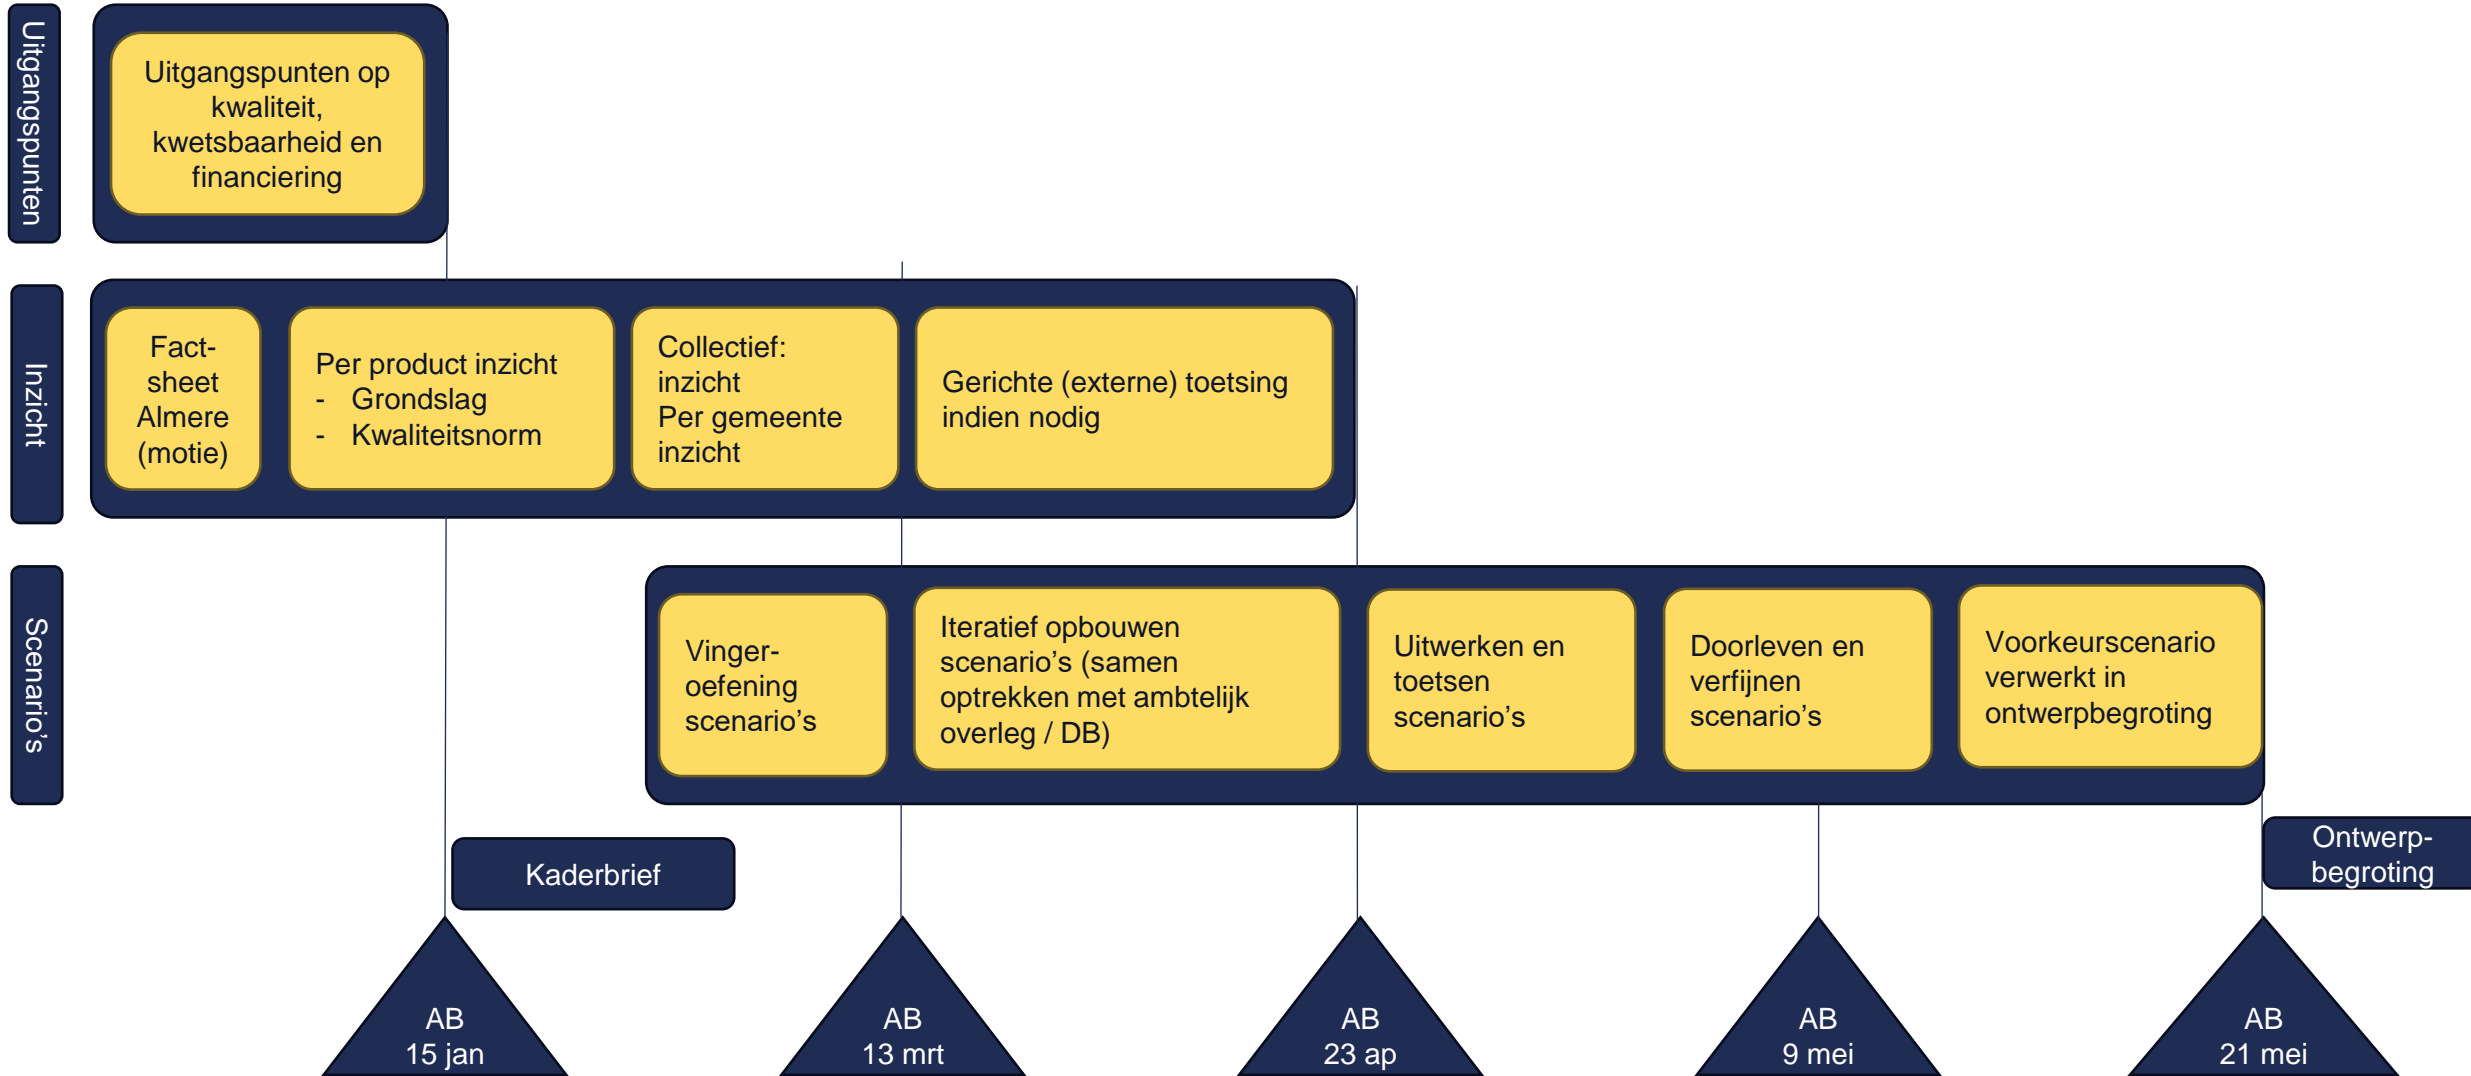 Uitgangspunten
Uitgangspunten op
kwaliteit,
kwetsbaarheid en
financiering
Inzicht
Fact-
sheet
Almere
(motie)
Per product inzicht
- Grondslag
- Kwaliteitsnorm
Collectief:
inzicht
Per gemeente
inzicht
Gerichte (externe) toetsing
indien nodig
Scenario’s
Vinger-
oefening
scenario’s
Iteratief opbouwen
scenario’s (samen
optrekken met ambtelijk
overleg / DB)
Uitwerken en
toetsen
scenario’s
Doorleven en
verfijnen
scenario’s
Voorkeurscenario
verwerkt in
ontwerpbegroting
Kaderbrief
Ontwerp-
begroting
AB
15 jan
AB
13 mrt
AB
23 ap
AB
9 mei
AB
21 mei